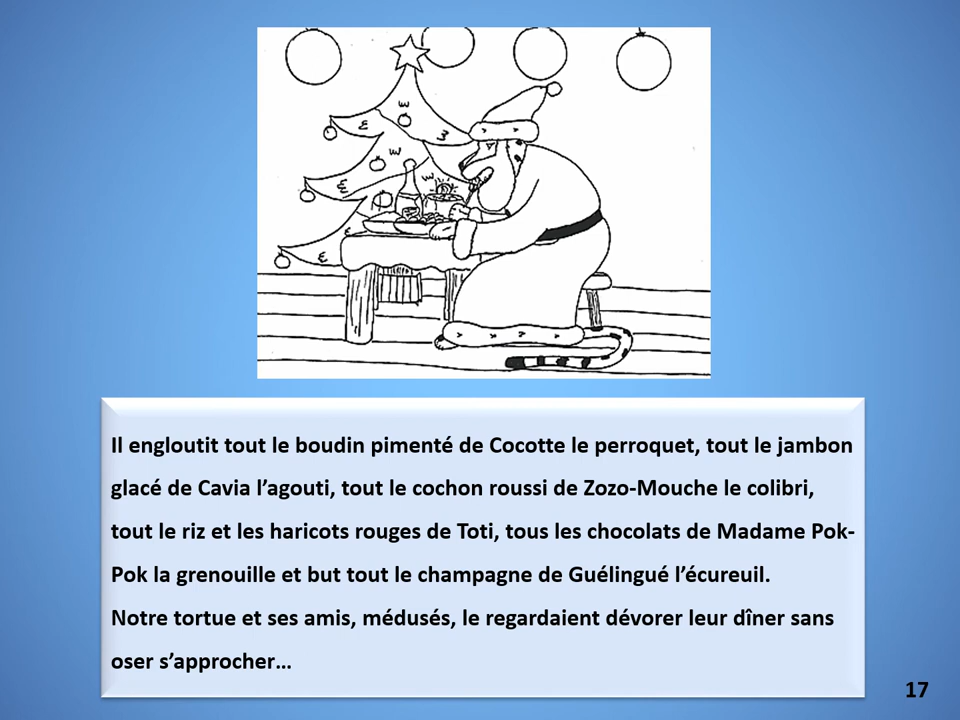 Il engloutit tout le boudin pimenté de Cocotte le perroquet, tout le jambon
glacé de Cavia l’agouti, tout le cochon roussi de Zozo-Mouche le colibri,
tout le riz et les haricots rouges de Toti, tous les chocolats de Madame Pok-
Pok la grenouille et but tout le champagne de Guélingué l’écureuil.
Notre tortue et ses amis, médusés, le regardaient dévorer leur dîner sans
oser s’approcher…
17